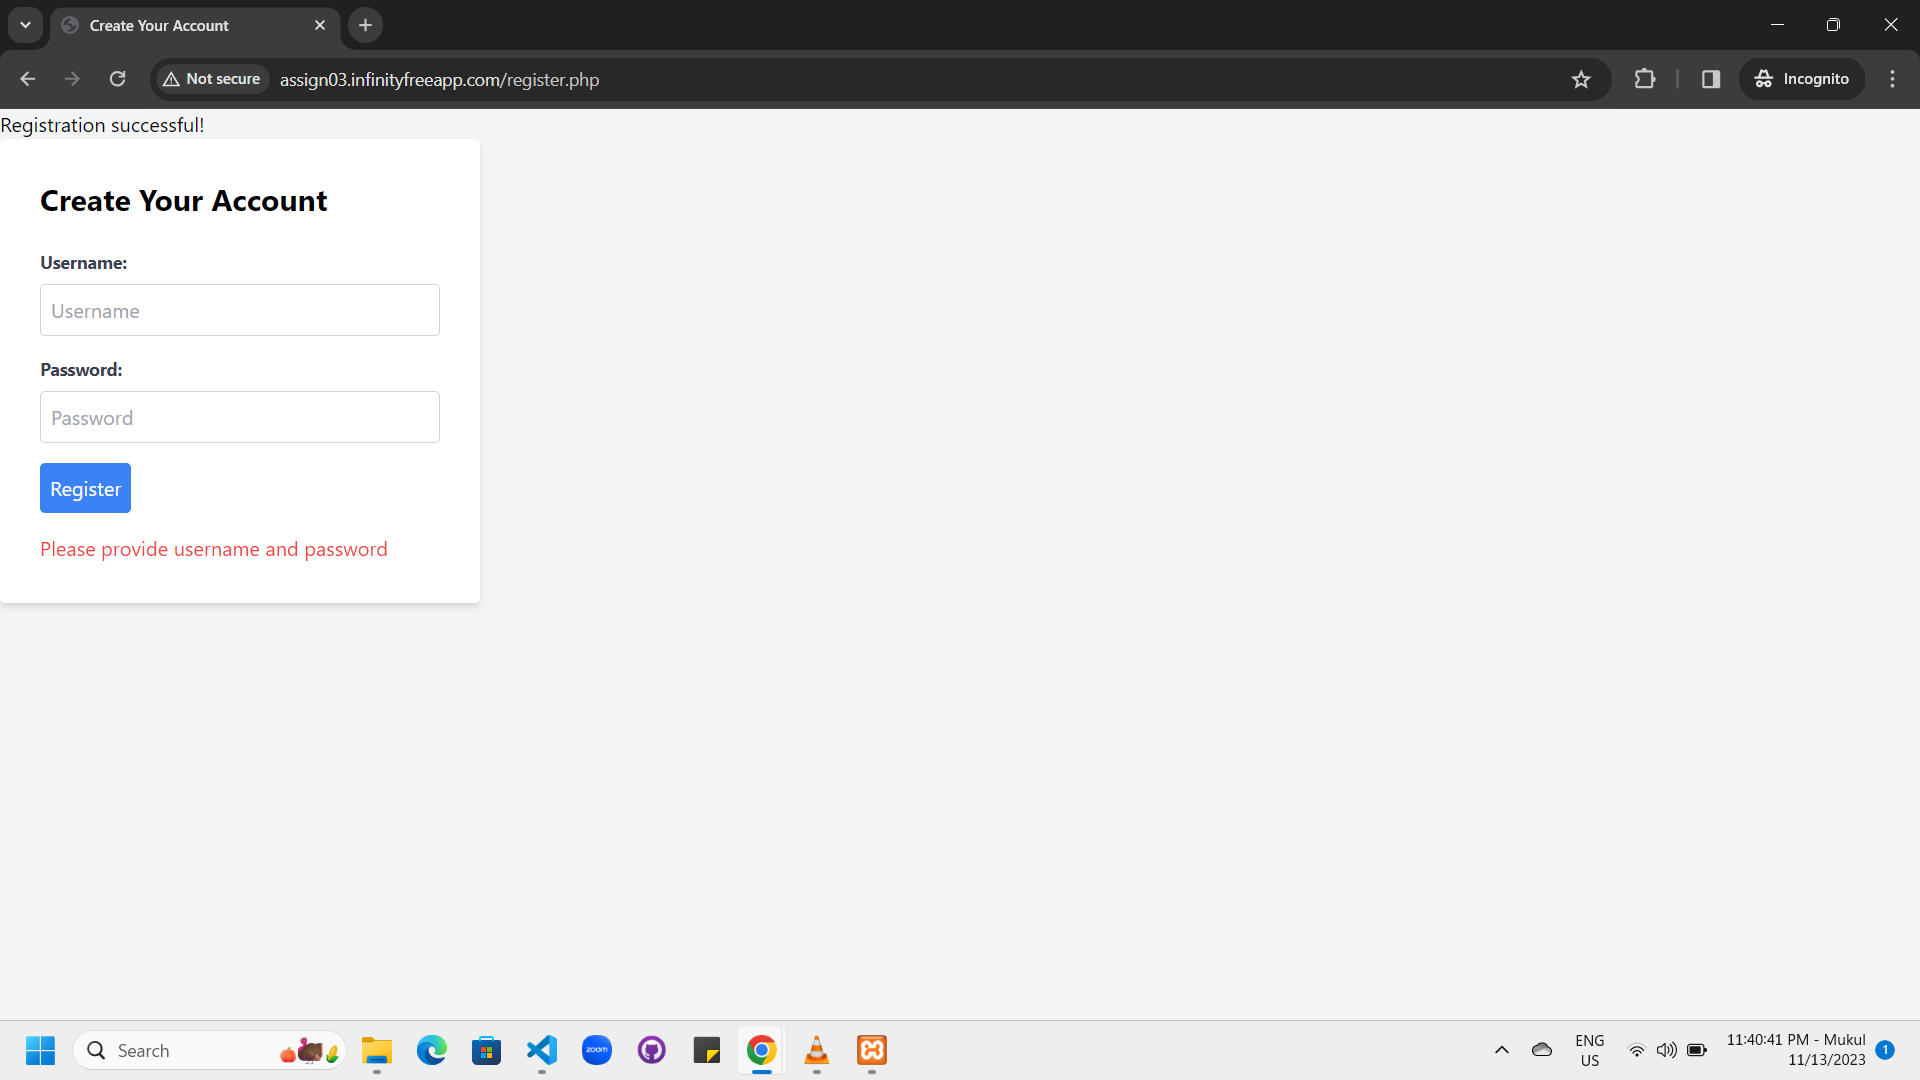 Create Your Account
Not secure
assign03.infinityfreeapp.com/register.php
Incognito
Registration successful!
Create Your Account
Username:
Username
Password:
Password
Register
Please provide username and password
Search
zoom
ENG
US
11:40:41 PM - Mukul
11/13/2023
1